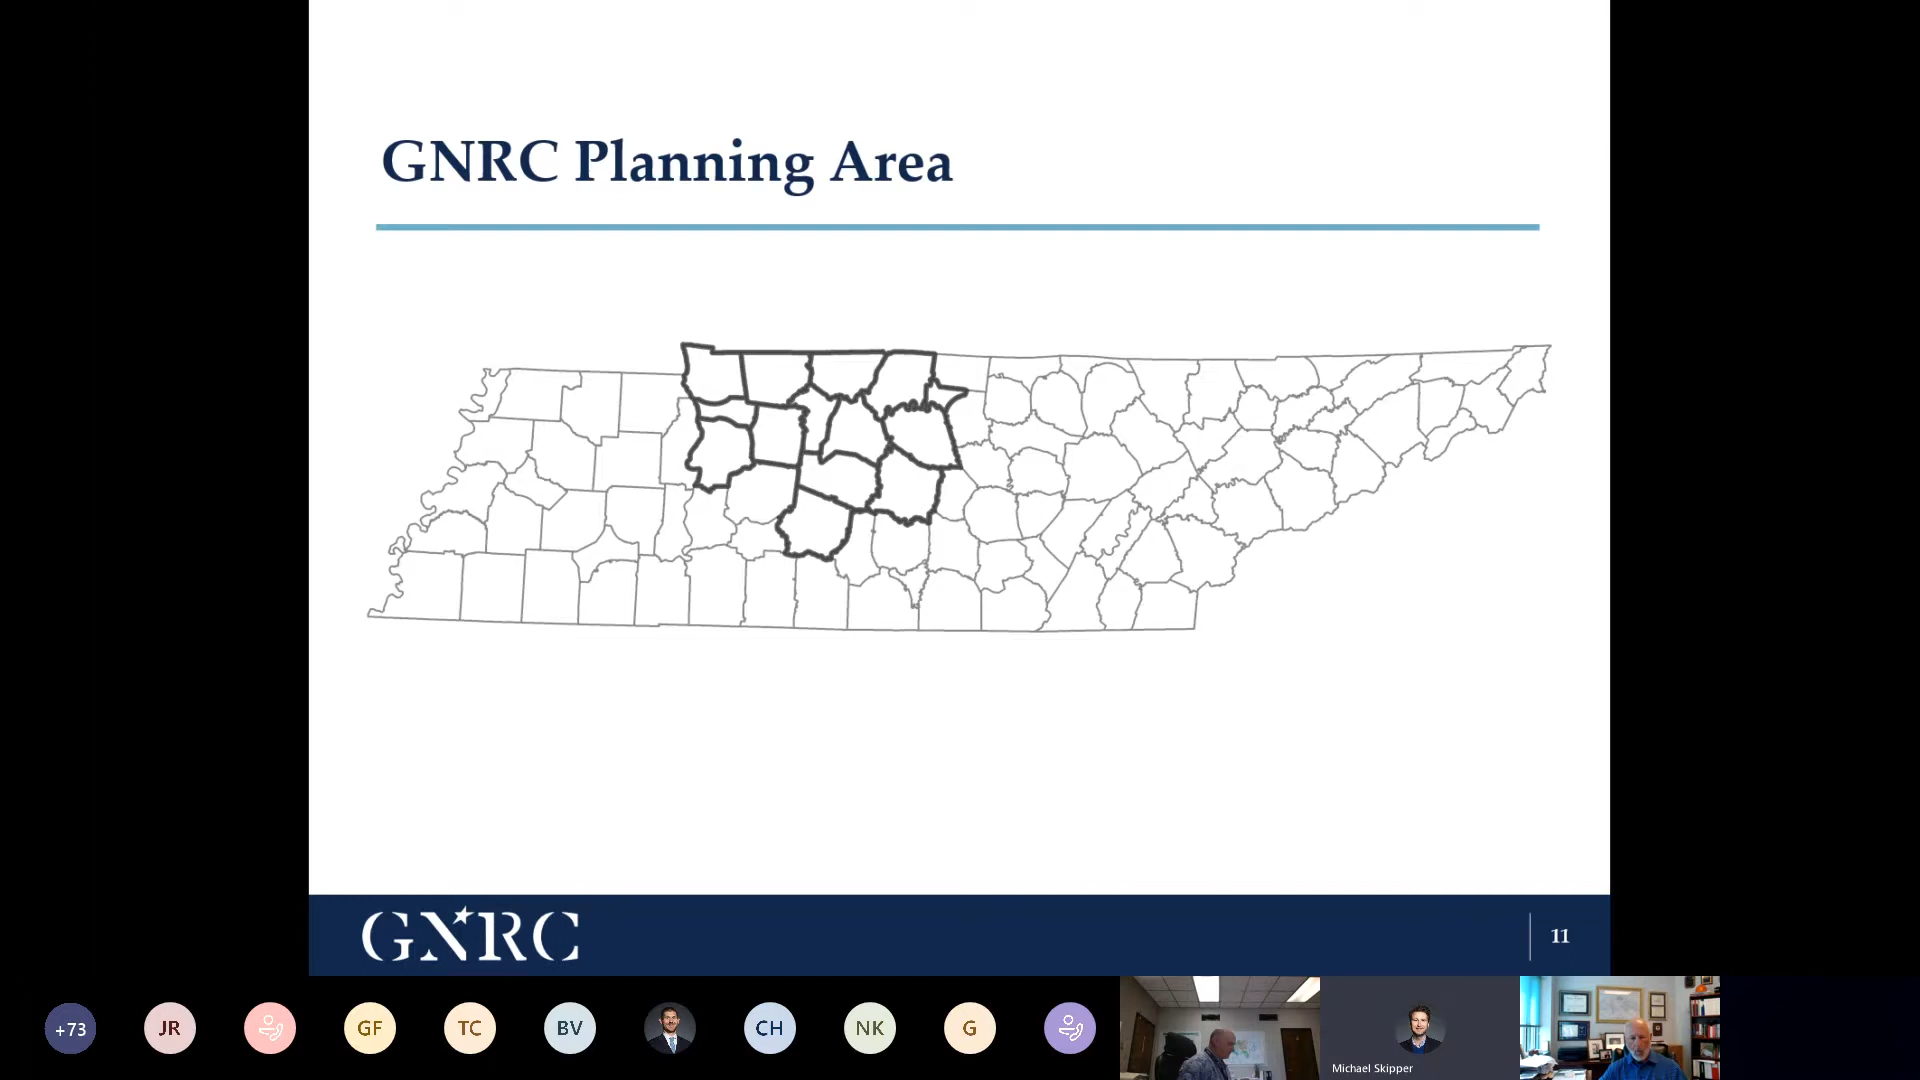 GNRC Planning Area
GNRC
11
+73
JR
GF
TC
BV
CH
NK
G
Michael Skipper